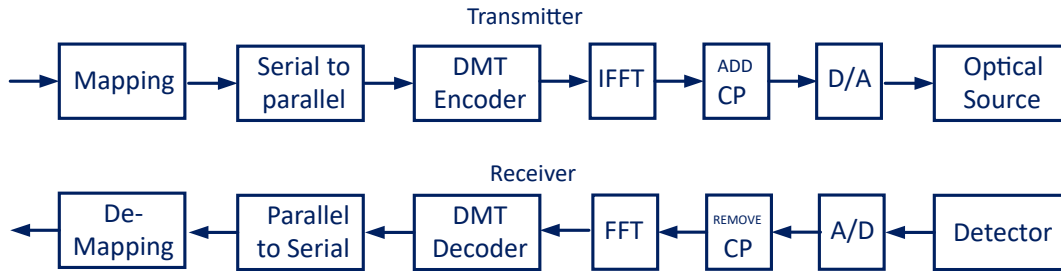 Transmitter
Mapping
Serial to
parallel
DMT
Encoder
IFFT
ADD
CP
D/A
Optical
Source
Receiver
De-
Mapping
Parallel
to Serial
DMT
Decoder
FFT
REMOVE
CP
A/D
Detector